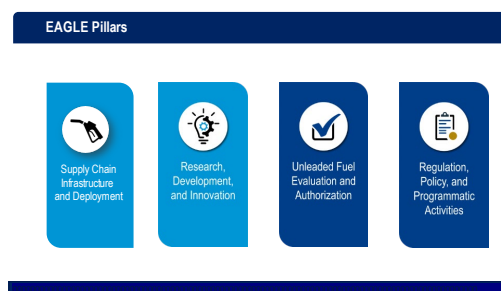 EAGLE Pillars
Supply Chain
Infrastructure
and Deployment
Research,
Development,
and Innovation
Unleaded Fuel
Evaluation and
Authorization
Regulation,
Policy, and
Programmatic
Activities